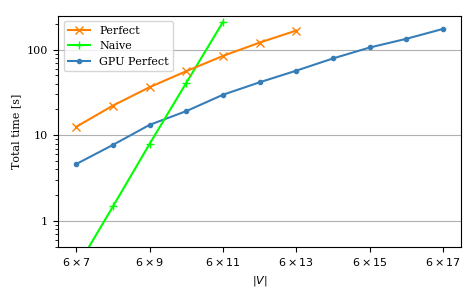 Perfect
Naive
GPU Perfect
Total time [s]
100
10
1
6 × 7
6 × 9
6 × 11
6 × 13
6 × 15
6 × 17
|V|